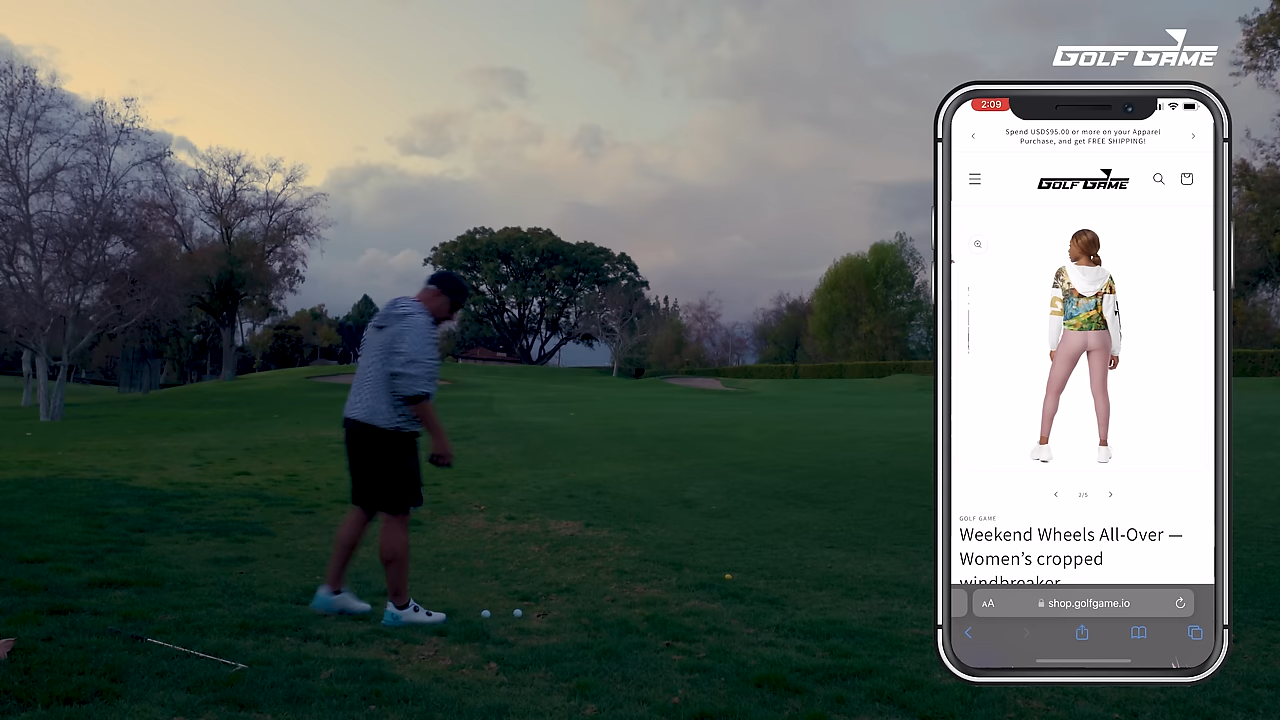 GOLF GAME
2:09
Spend USD$95.00 or more on your Apparel
Purchase, and get FREE SHIPPING!
GOLF GAME
2/5
GOLF GAME
Weekend Wheels All-Over —
Women's cropped
windbreaker
AA shop.golfgame.io